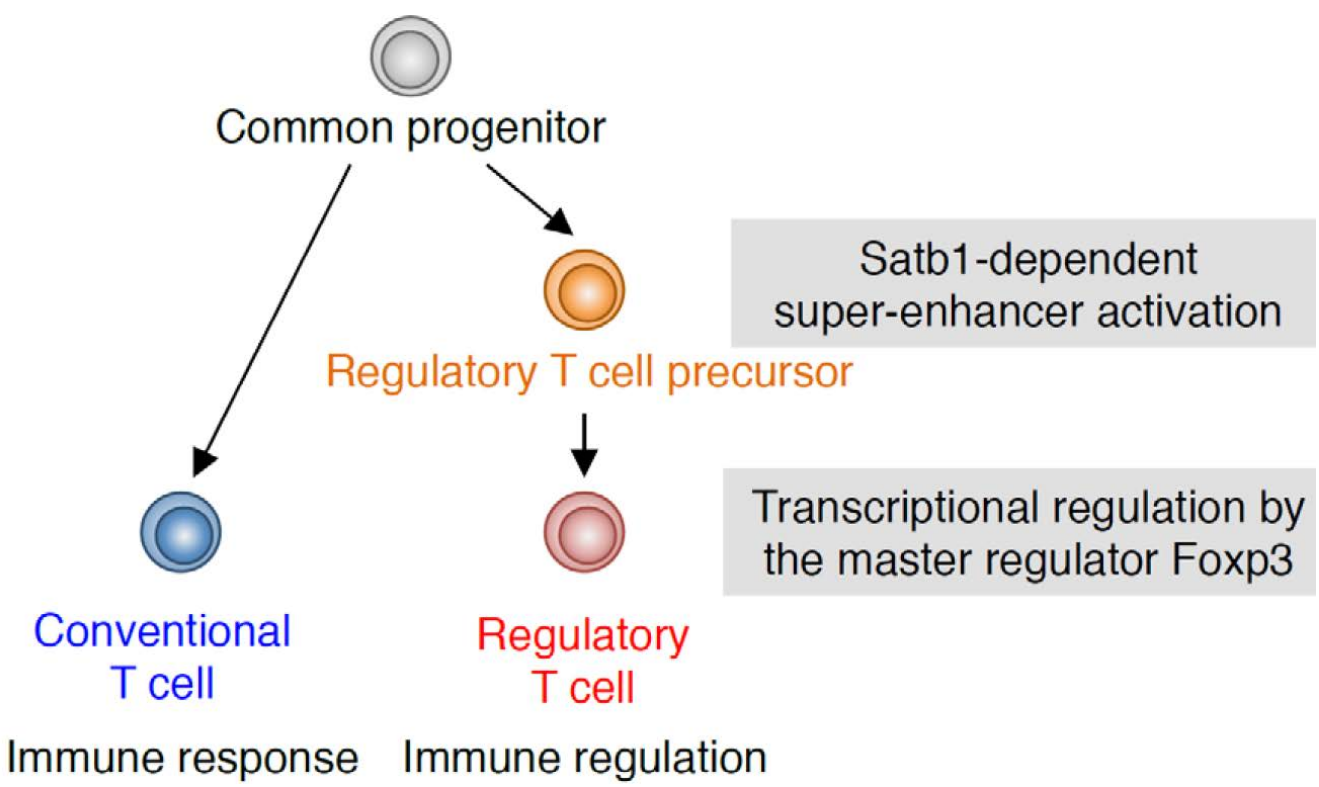 Common progenitor
Satb1-dependent
super-enhancer activation
Regulatory T cell precursor
Transcriptional regulation by
the master regulator Foxp3
Conventional
T cell
Regulatory
T cell
Immune response
Immune regulation